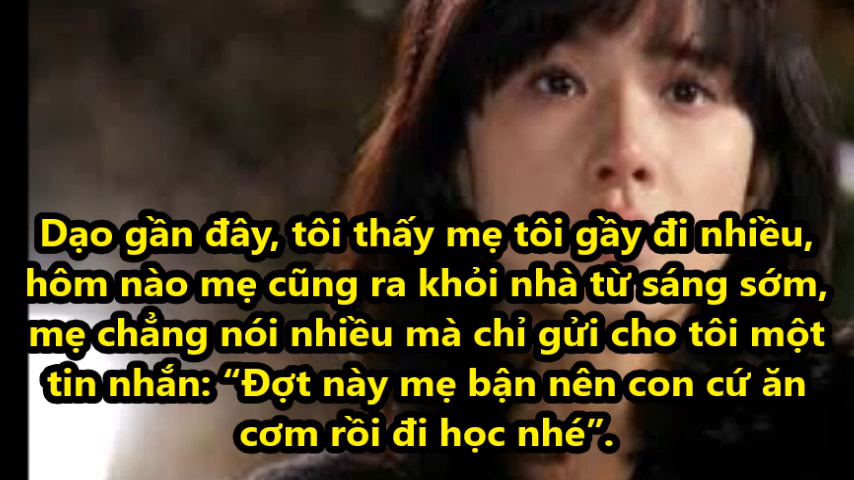 Dạo gần đây, tôi thấy mẹ tôi gầy đi nhiều,
hôm nào mẹ cũng ra khỏi nhà từ sáng sớm,
mẹ chẳng nói nhiều mà chỉ gửi cho tôi một
tin nhắn: “Đợt này mẹ bận nên con cứ ăn
cơm rồi đi học nhé”.